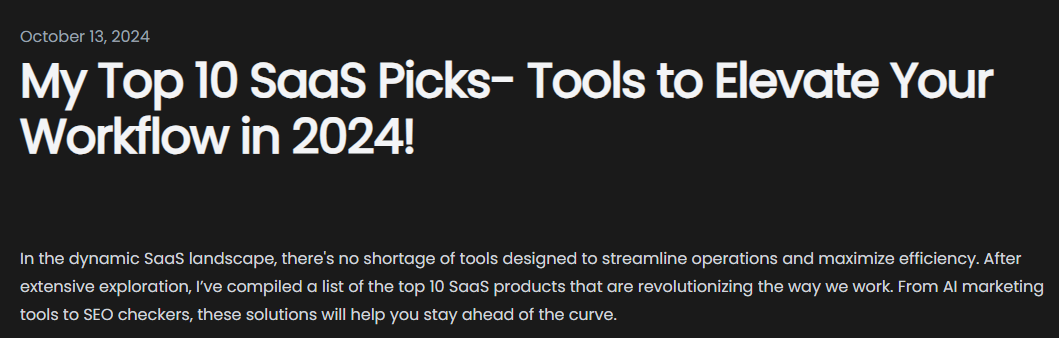 October 13, 2024
My Top 10 SaaS Picks- Tools to Elevate Your
Workflow in 2024!
In the dynamic SaaS landscape, there's no shortage of tools designed to streamline operations and maximize efficiency. After
extensive exploration, I’ve compiled a list of the top 10 SaaS products that are revolutionizing the way we work. From AI marketing
tools to SEO checkers, these solutions will help you stay ahead of the curve.